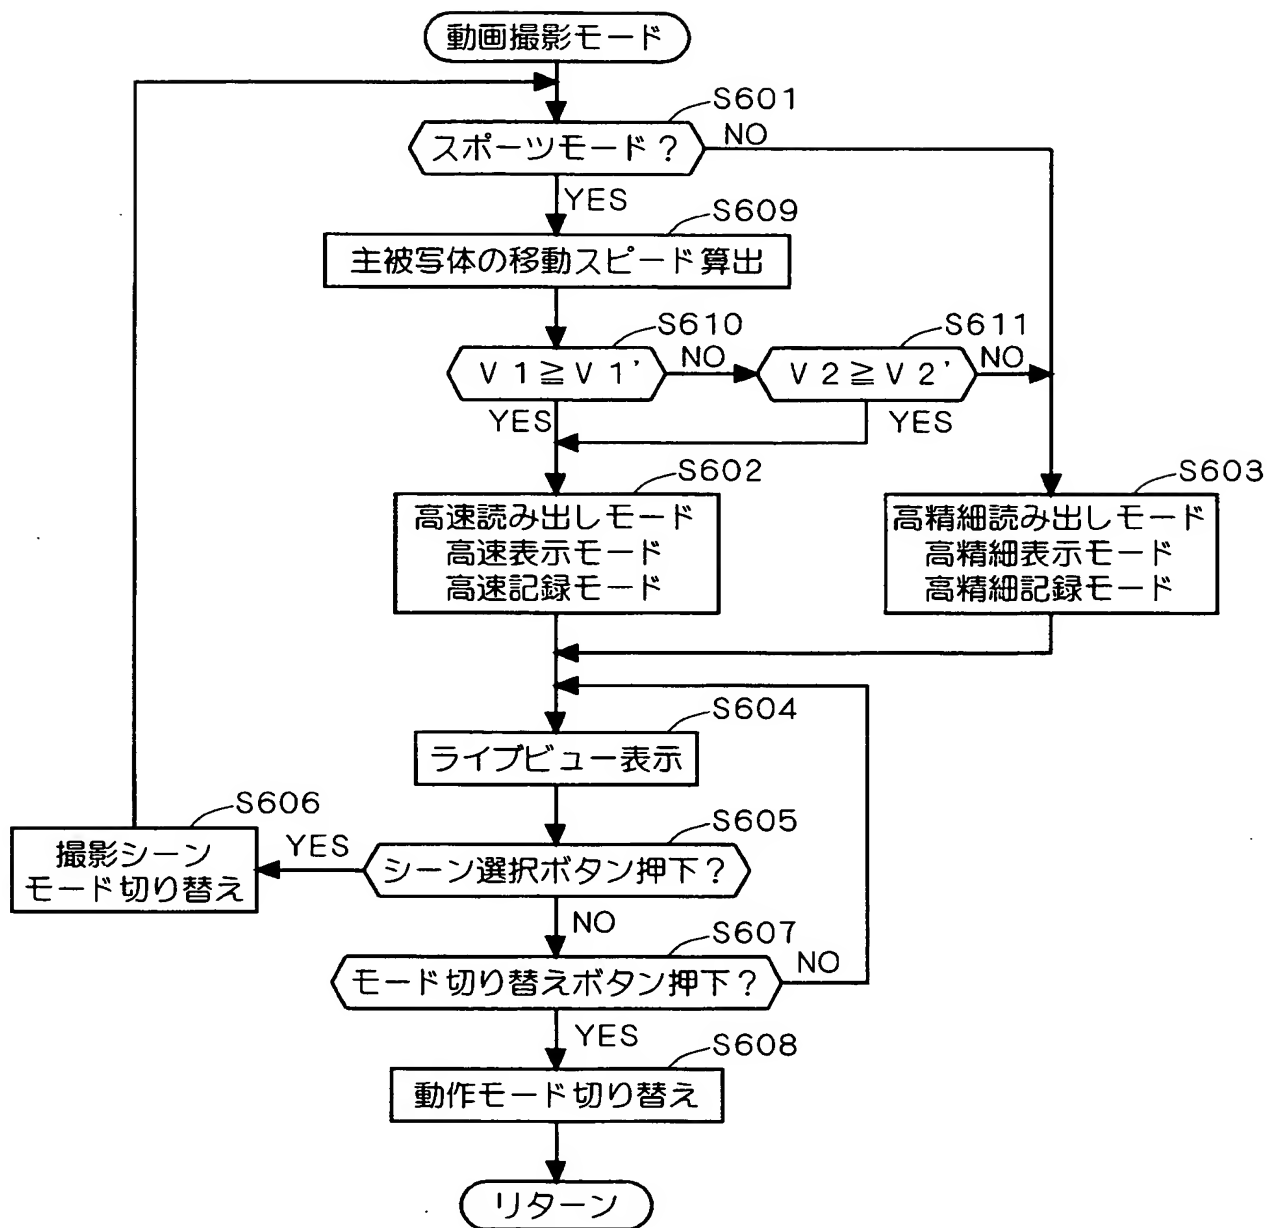 動画撮影モード
S601
スポーツモード？
NO
YES
S609
主被写体の移動スピード算出
S610
S611
V1≧V1'
NO
V2≧V2'
NO
YES
YES
S602
S603
高速読み出しモード
高速表示モード
高速記録モード
高精細読み出しモード
高精細表示モード
高精細記録モード
S604
ライブビュー表示
S606
S605
撮影シーン
モード切り替え
YES
シーン選択ボタン押下？
NO
S607
モード切り替えボタン押下？
NO
YES
S608
動作モード切り替え
リターン